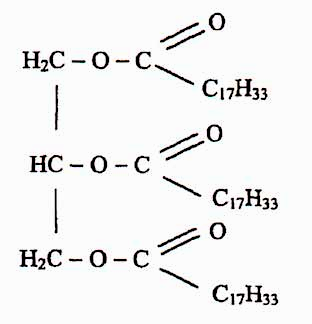 O
H₂C – O – C
C₁₇H₃₃
O
HC – O – C
C₁₇H₃₃
O
H₂C – O – C
C₁₇H₃₃